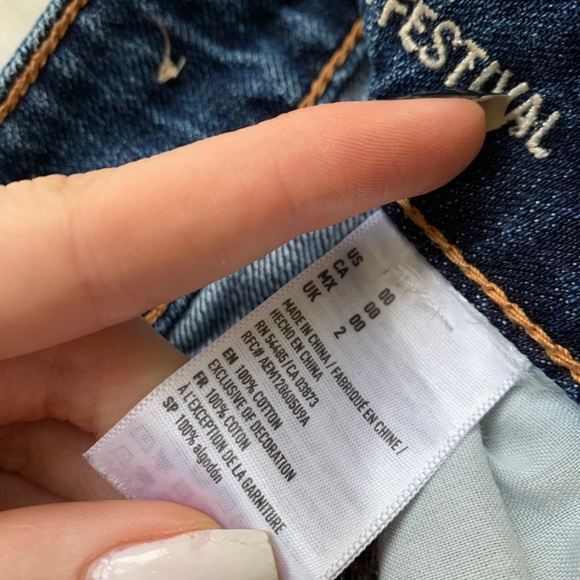 FESTIVAL
US 00
CA 00
MX 00
UK 2
MADE IN CHINA / FABRIQUÉ EN CHINE /
HECHO EN CHINA
RN 54485/CA 03873
RFC# AEM120605U9A
EN 100% COTTON
FR 100% COTON
EXCLUSIVE OF DECORATION
À L'EXCEPTION DE LA GARNITURE
SP 100% algodón